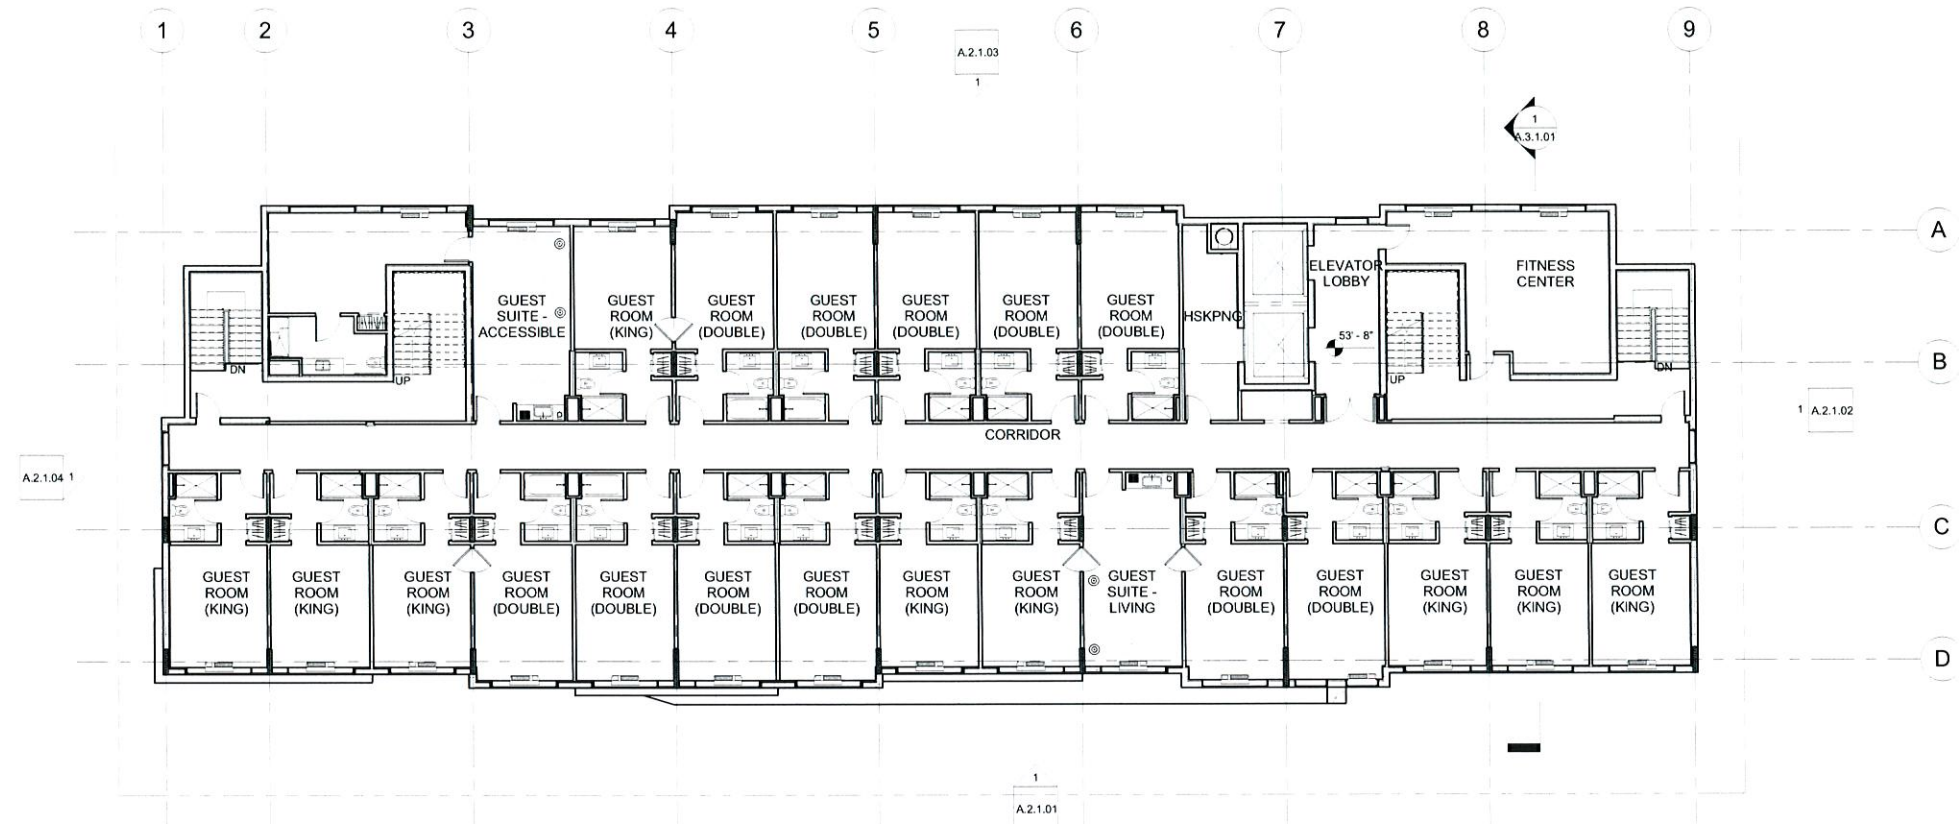 1 2 3 4 5 6 7 8 9
A.2.1.03
1
1
A.3.1.01
A
ELEVATOR
LOBBY
FITNESS
CENTER
GUEST
SUITE -
ACCESSIBLE
GUEST
ROOM
(KING)
GUEST
ROOM
(DOUBLE)
GUEST
ROOM
(DOUBLE)
GUEST
ROOM
(DOUBLE)
GUEST
ROOM
(DOUBLE)
GUEST
ROOM
(DOUBLE)
HSKPNG
53' - 8"
DN
UP
UP
DN
B
1 A.2.1.02
CORRIDOR
A.2.1.04 1
C
GUEST
ROOM
(KING)
GUEST
ROOM
(KING)
GUEST
ROOM
(KING)
GUEST
ROOM
(DOUBLE)
GUEST
ROOM
(DOUBLE)
GUEST
ROOM
(DOUBLE)
GUEST
ROOM
(DOUBLE)
GUEST
ROOM
(KING)
GUEST
ROOM
(KING)
GUEST
SUITE -
LIVING
GUEST
ROOM
(DOUBLE)
GUEST
ROOM
(DOUBLE)
GUEST
ROOM
(KING)
GUEST
ROOM
(KING)
GUEST
ROOM
(KING)
D
1
A.2.1.01